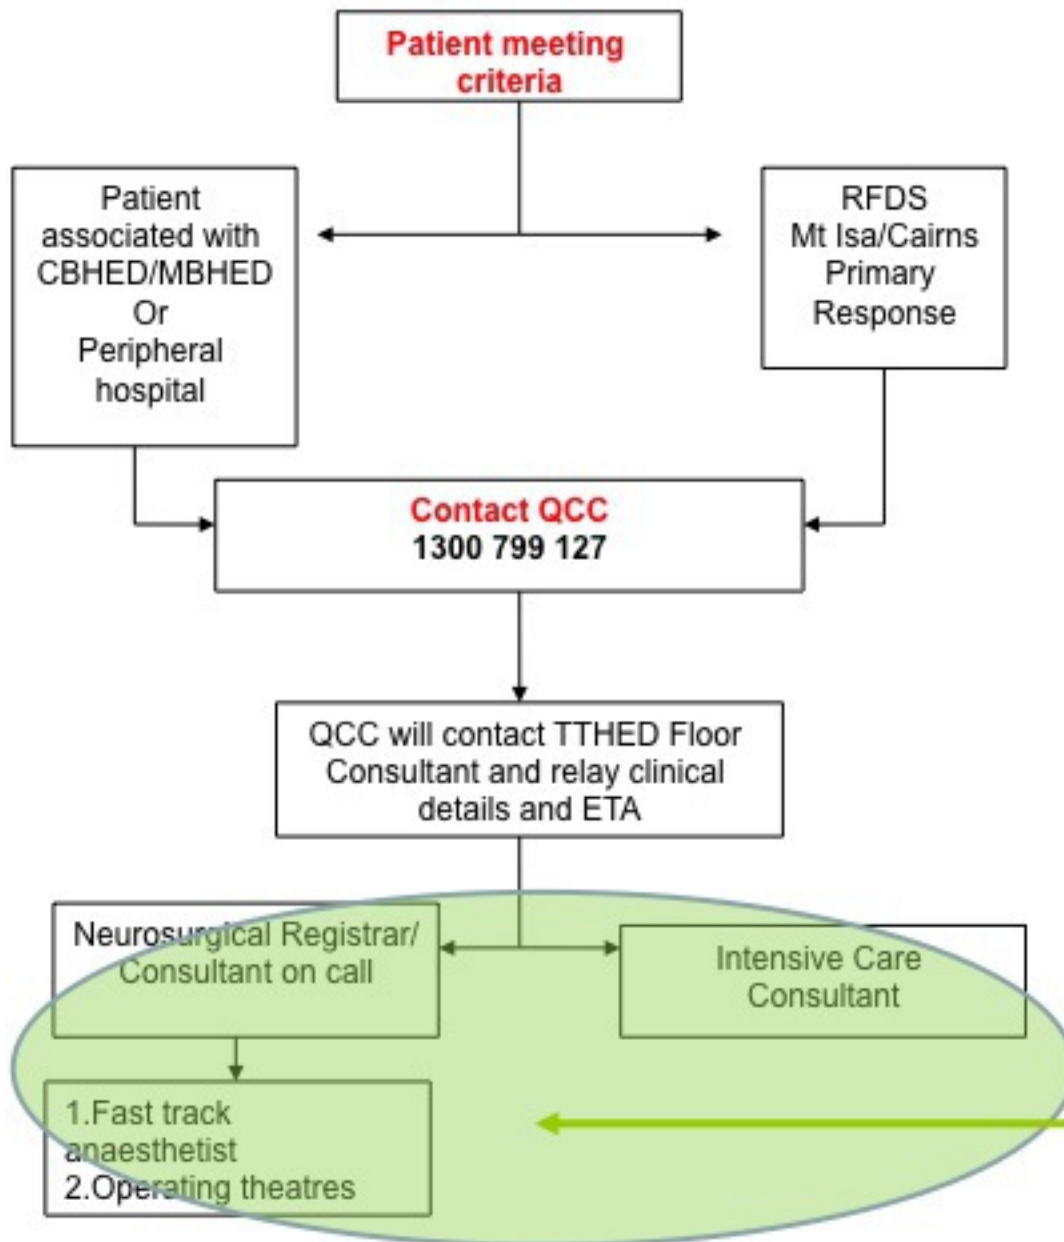 Patient meeting
criteria
Patient
associated with
CBHED/MBHED
Or
Peripheral
hospital
RFDS
Mt Isa/Cairns
Primary
Response
Contact QCC
1300 799 127
QCC will contact TTHED Floor
Consultant and relay clinical
details and ETA
Neurosurgical Registrar/
Consultant on call
Intensive Care
Consultant
1.Fast track
anaesthetist
2.Operating theatres